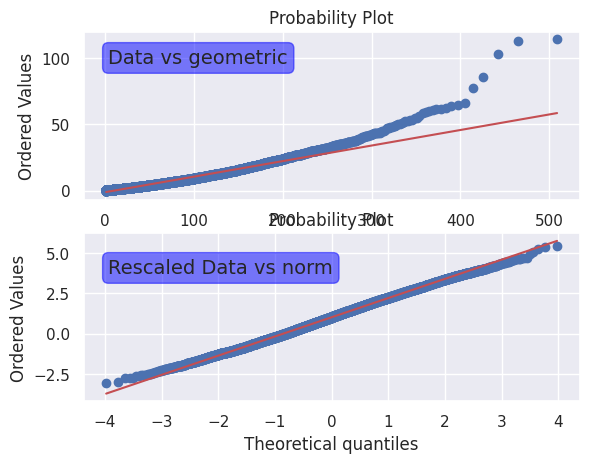 Probability Plot
Ordered Values
100
50
0
Data vs geometric
0 100 200 300 400 500
Probability Plot
Ordered Values
5.0
2.5
0.0
−2.5
Rescaled Data vs norm
−4 −3 −2 −1 0 1 2 3 4
Theoretical quantiles